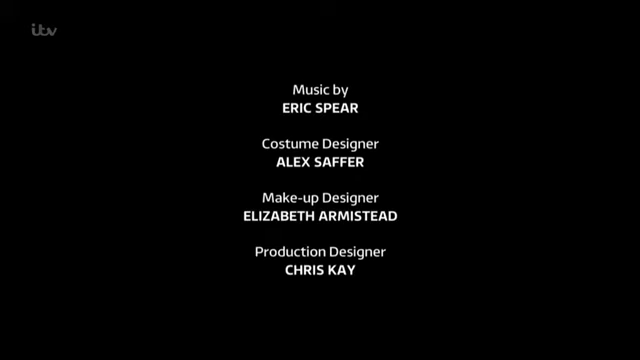 itv
Music by
ERIC SPEAR
Costume Designer
ALEX SAFFER
Make-up Designer
ELIZABETH ARMISTEAD
Production Designer
CHRIS KAY